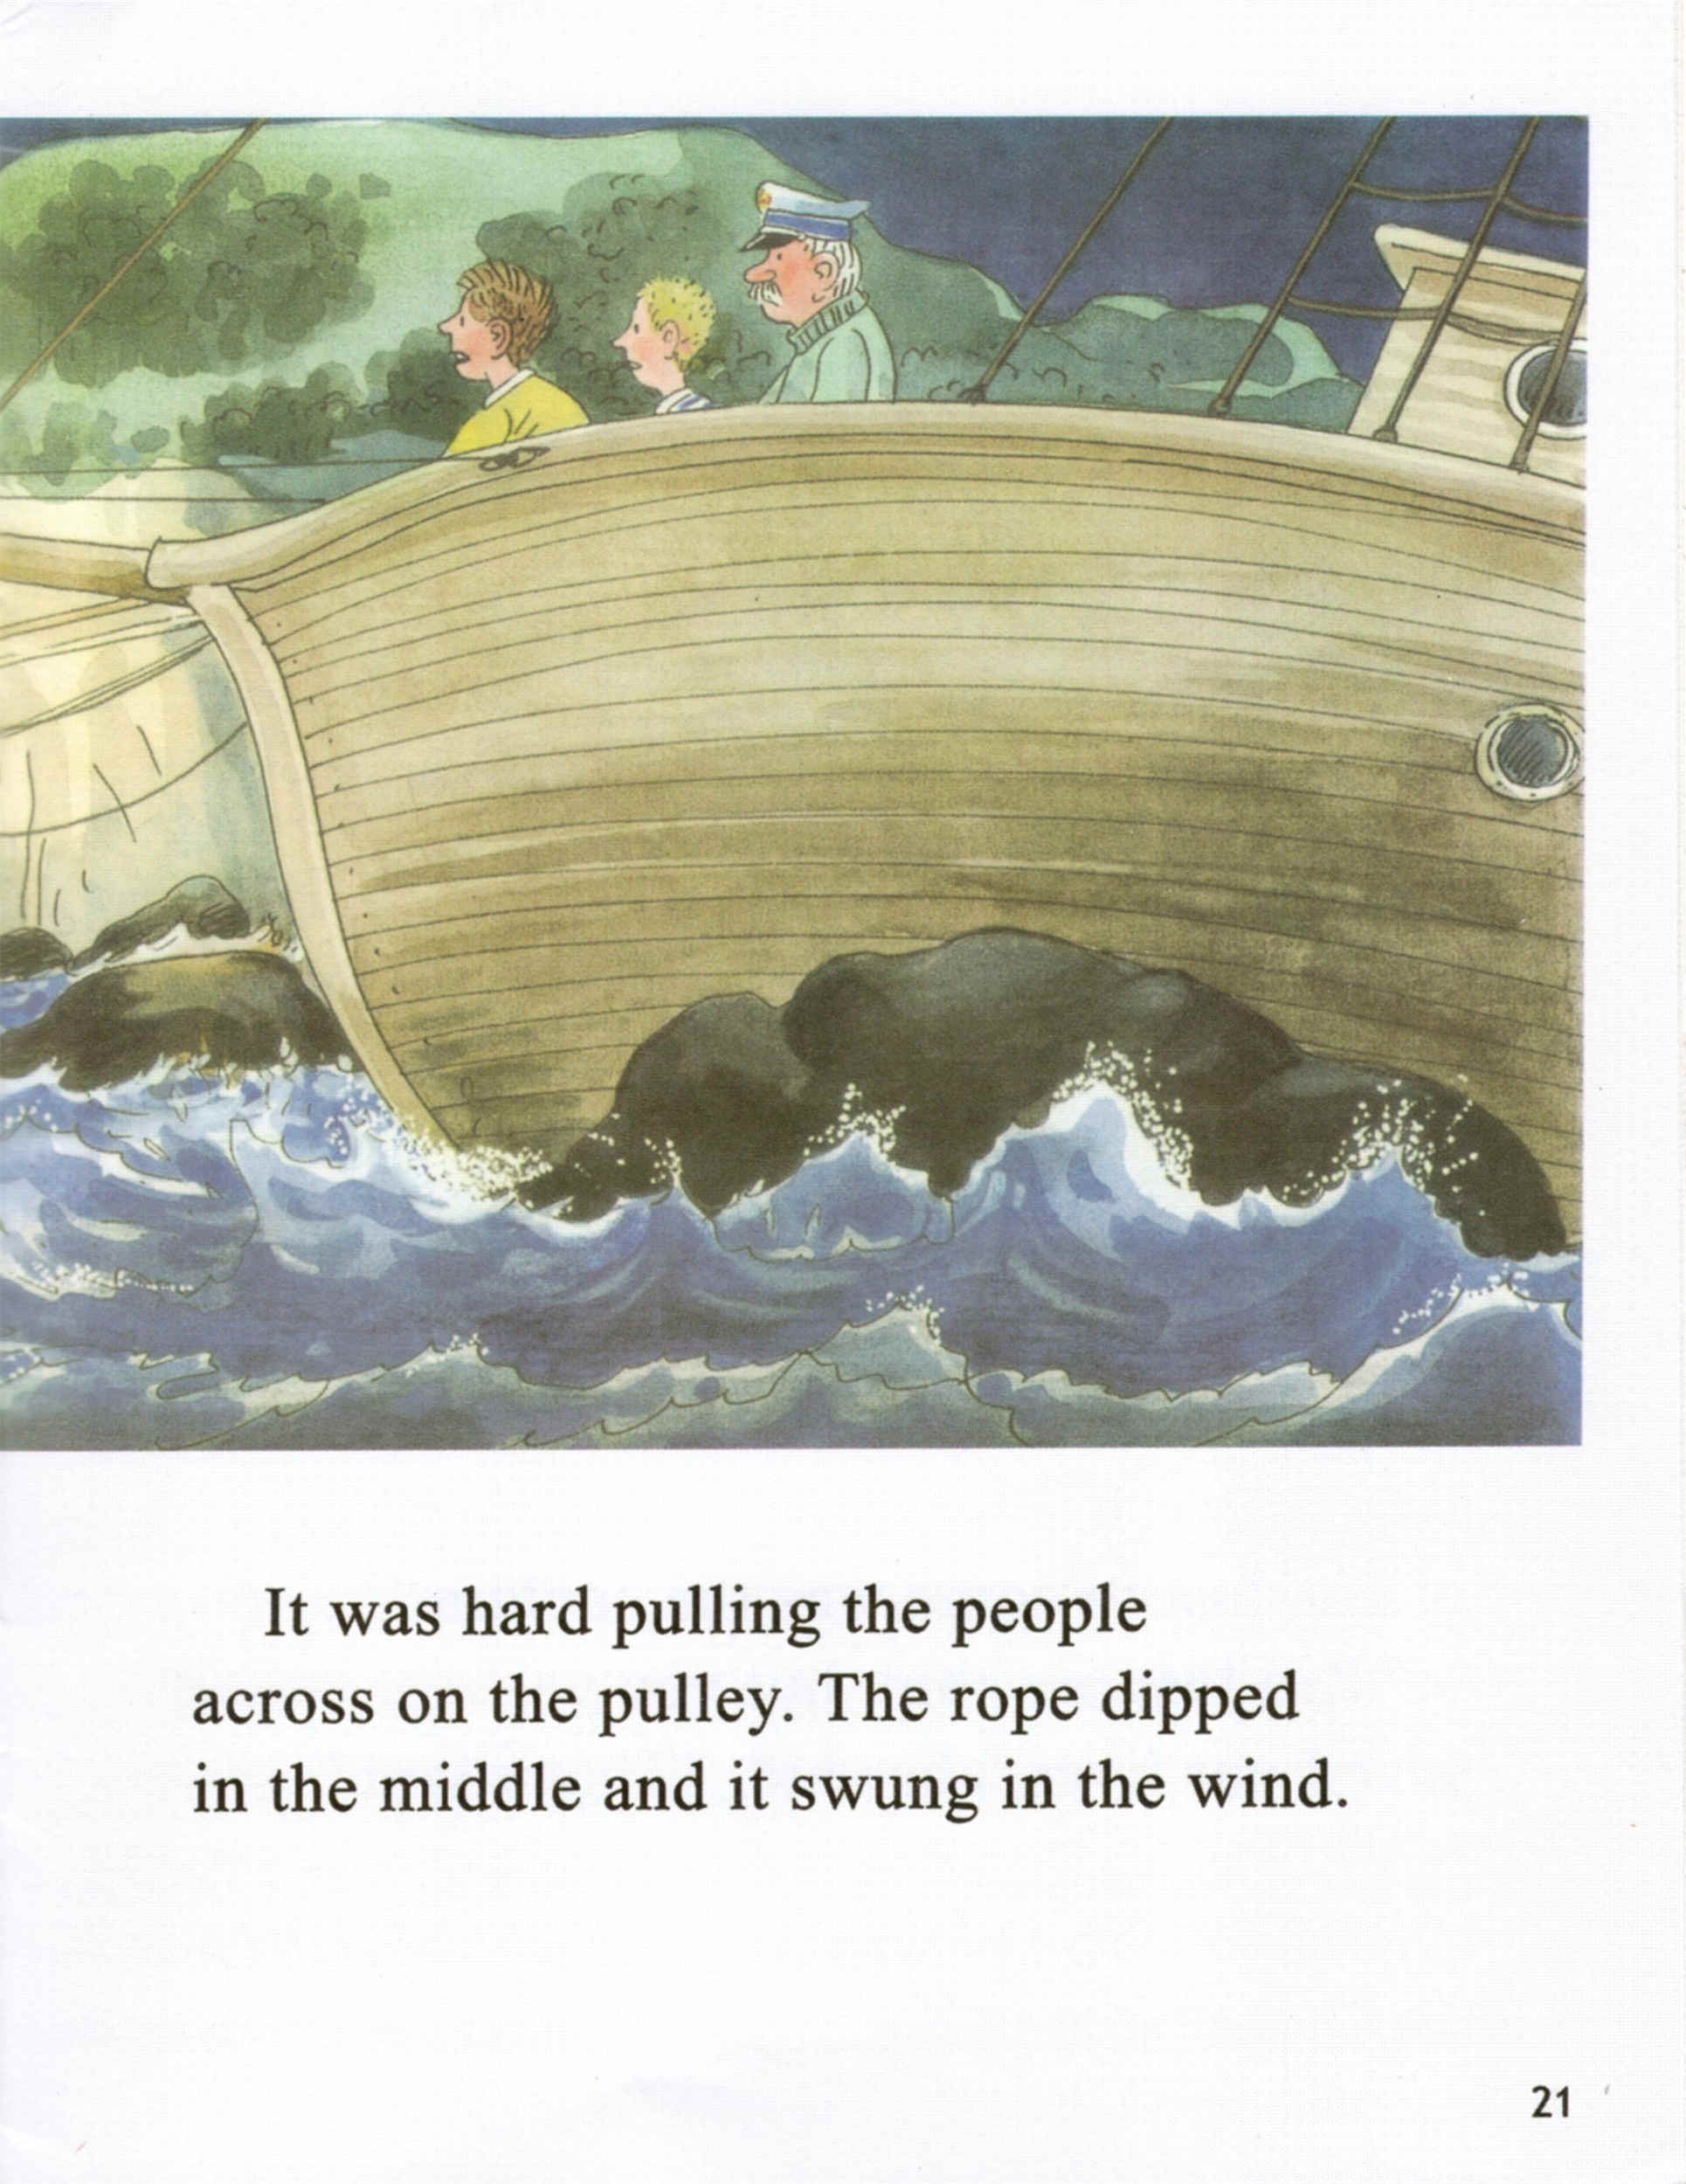 It was hard pulling the people
across on the pulley. The rope dipped
in the middle and it swung in the wind.
21